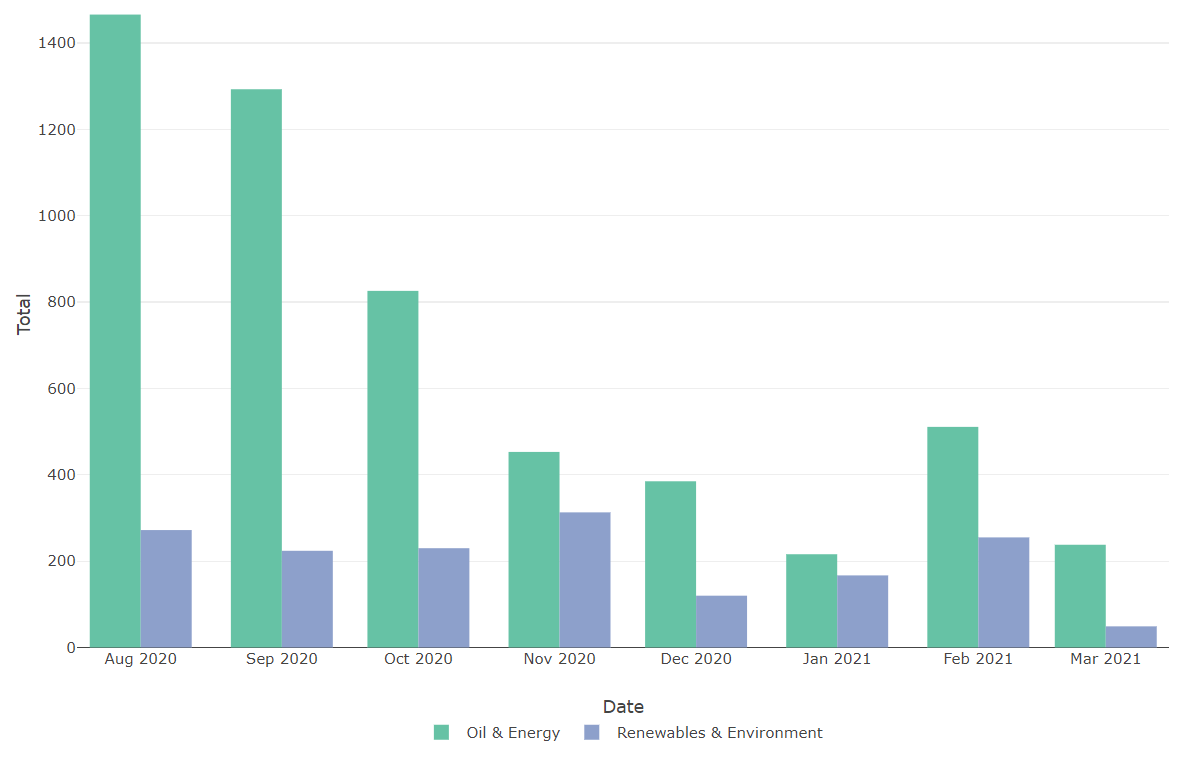 1400
1200
1000
800
600
400
200
0
Total
Aug 2020 Sep 2020 Oct 2020 Nov 2020 Dec 2020 Jan 2021 Feb 2021 Mar 2021
Date
Oil & Energy Renewables & Environment